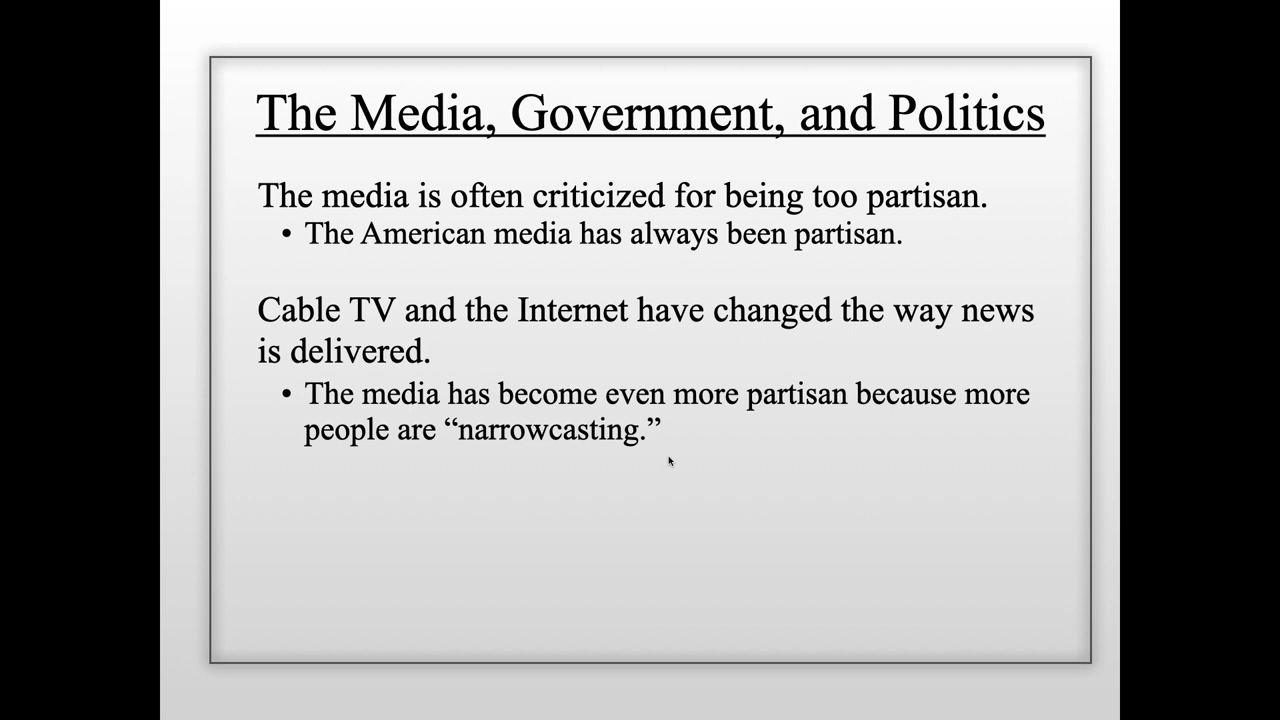 The Media, Government, and Politics
The media is often criticized for being too partisan.
• The American media has always been partisan.
Cable TV and the Internet have changed the way news
is delivered.
• The media has become even more partisan because more
people are “narrowcasting.”